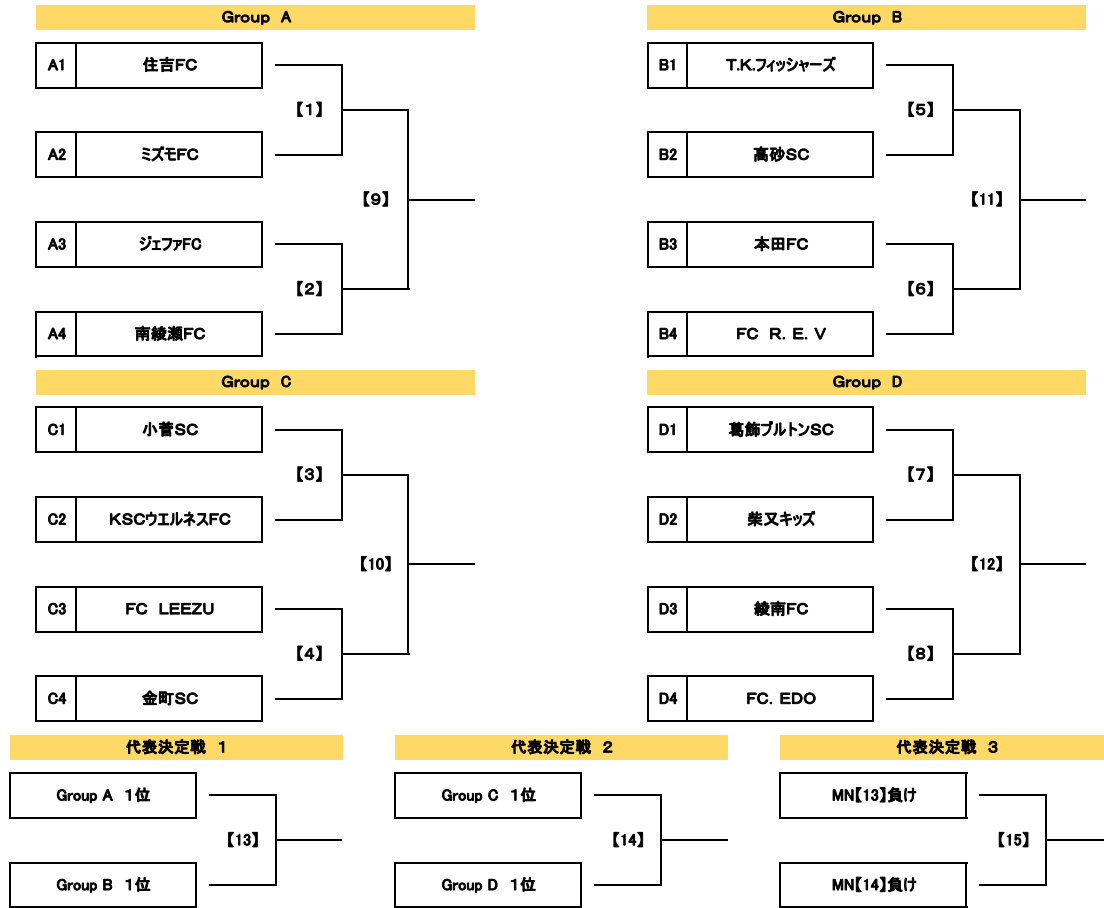 Group A
Group B
A1 住吉FC
B1 T.K.フィッシャーズ
【1】
【5】
A2 ミズモFC
B2 高砂SC
【9】
【11】
A3 ジェファFC
B3 本田FC
【2】
【6】
A4 南綾瀬FC
B4 FC R.E.V
Group C
Group D
C1 小菅SC
D1 葛飾ブルトンSC
【3】
【7】
C2 KSCウエルネスFC
D2 柴又キッズ
【10】
【12】
C3 FC LEEZU
D3 綾南FC
【4】
【8】
C4 金町SC
D4 FC.EDO
代表決定戦 1
代表決定戦 2
代表決定戦 3
Group A 1位
Group C 1位
MN【13】負け
【13】
【14】
【15】
Group B 1位
Group D 1位
MN【14】負け